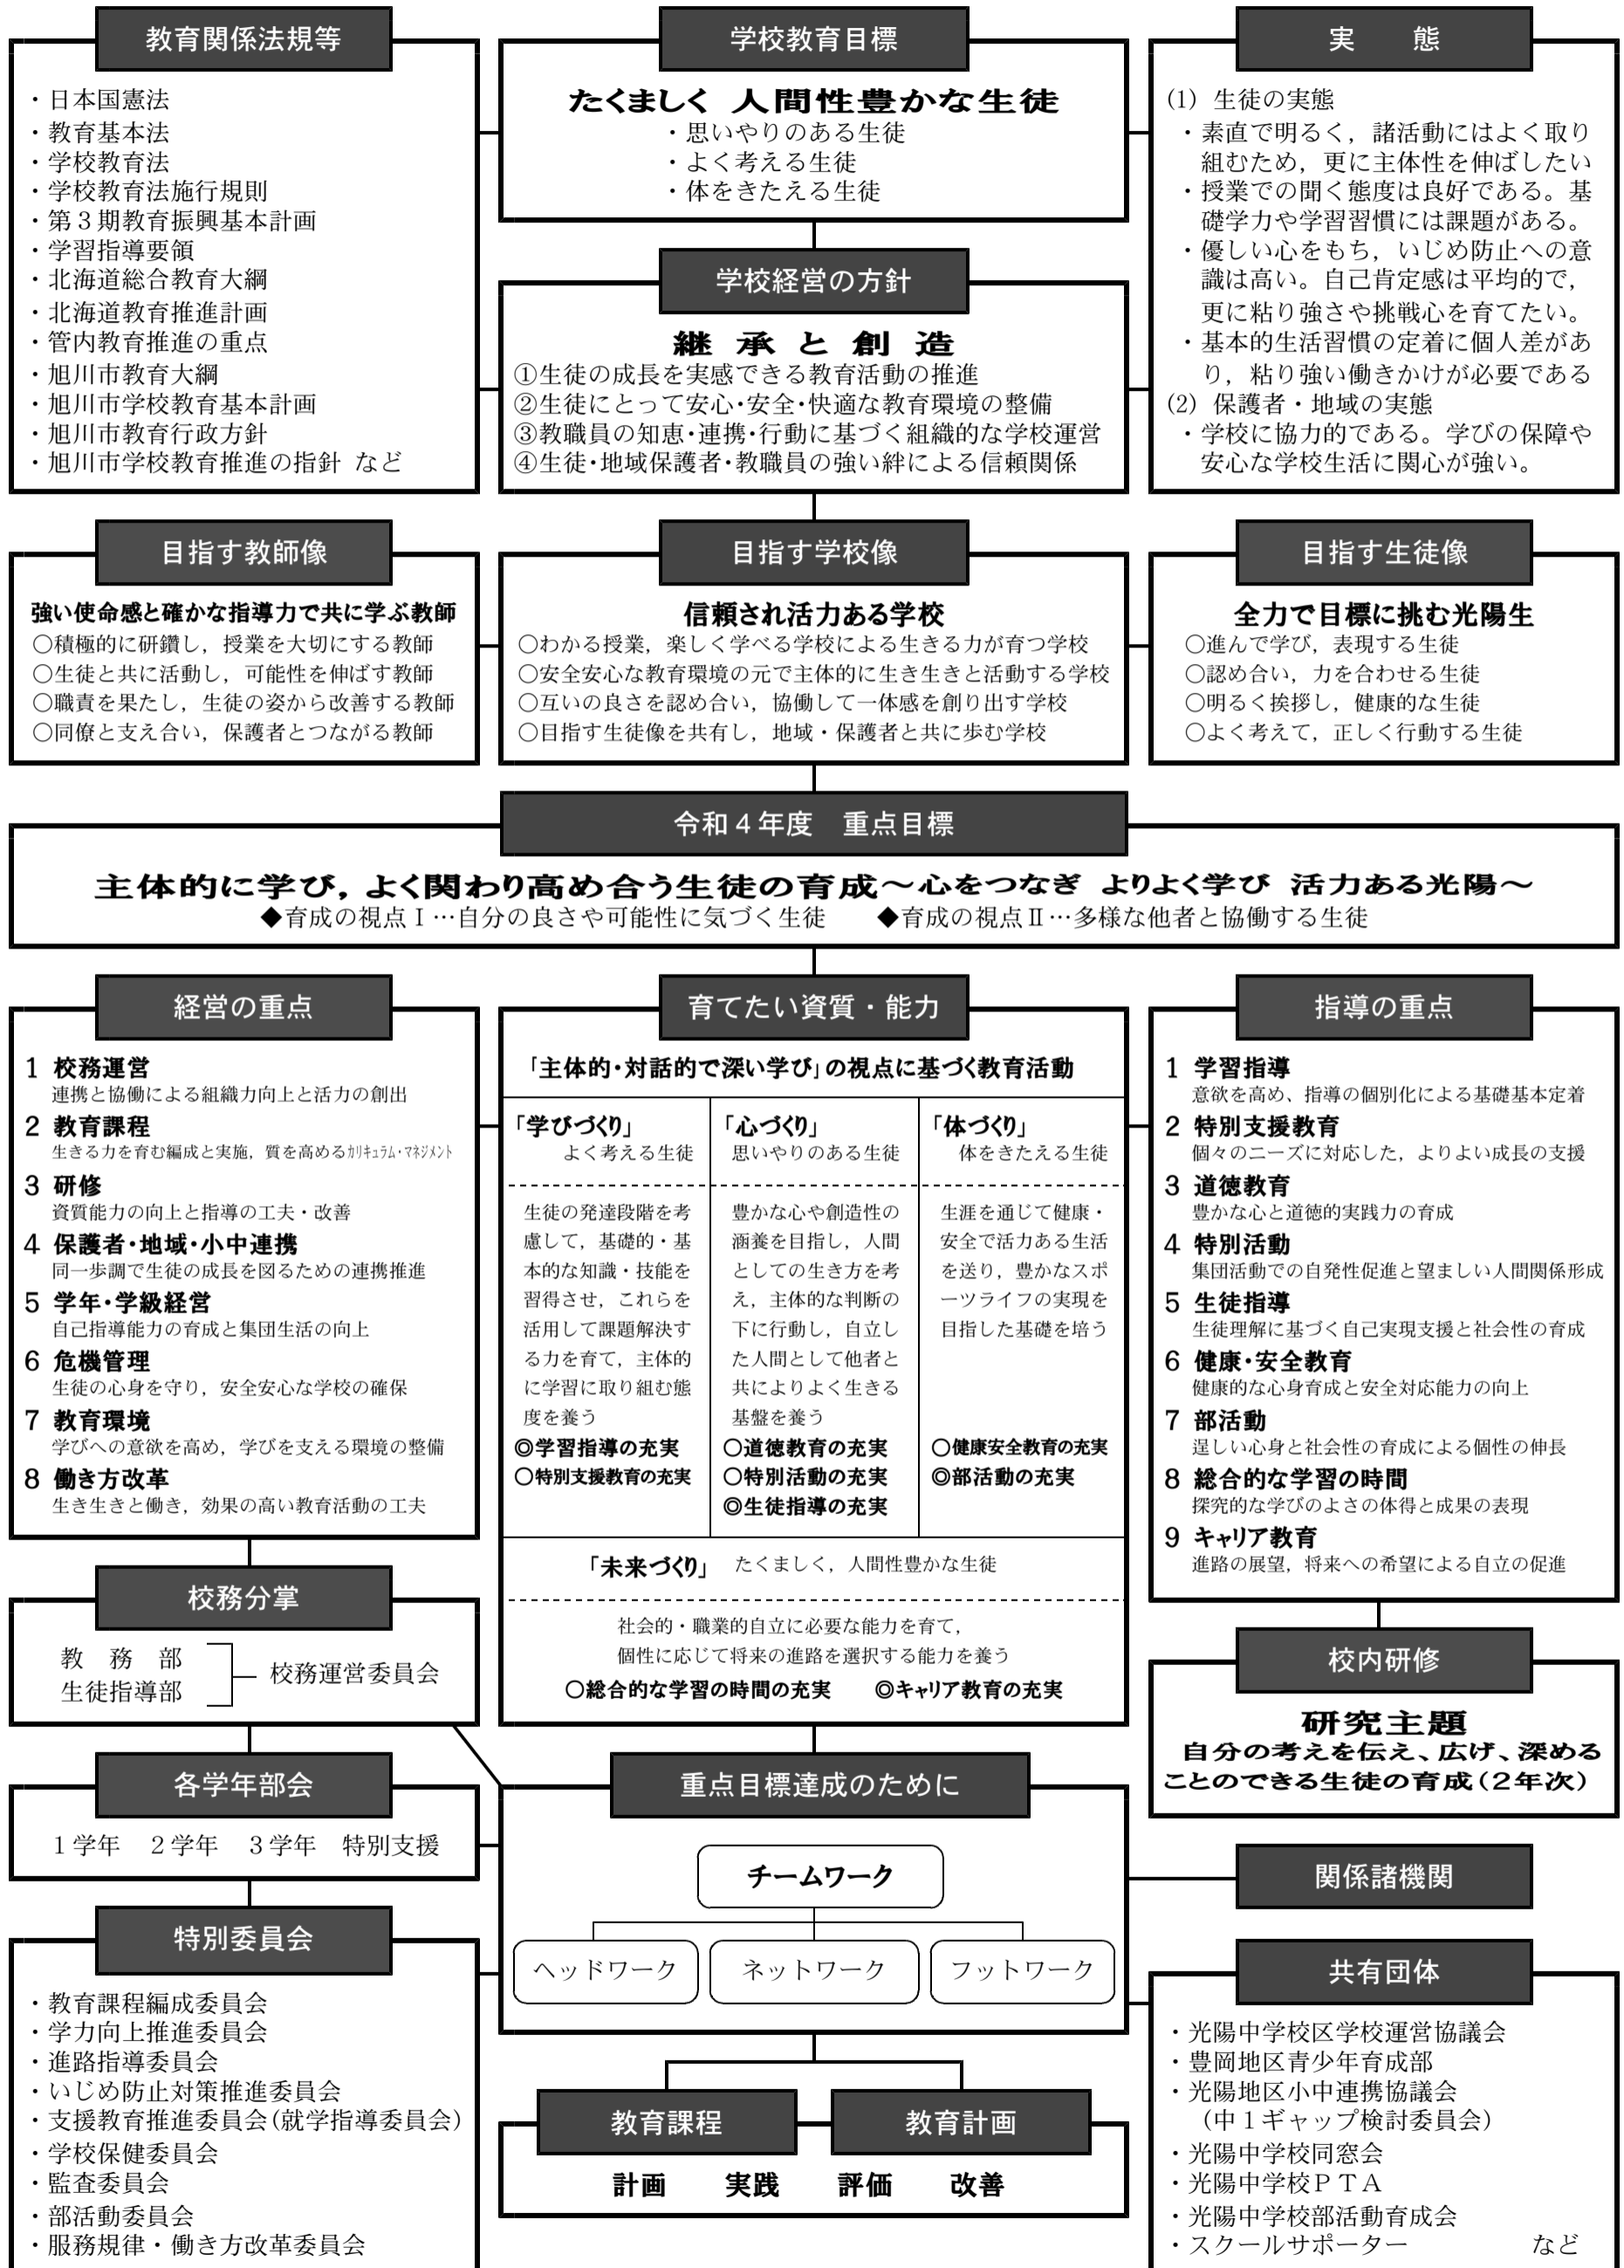 教育関係法規等
・日本国憲法
・教育基本法
・学校教育法
・学校教育法施行規則
・第３期教育振興基本計画
・学習指導要領
・北海道総合教育大綱
・北海道教育推進計画
・管内教育推進の重点
・旭川市教育大綱
・旭川市学校教育基本計画
・旭川市教育行政方針
・旭川市学校教育推進の指針 など
学校教育目標
たくましく 人間性豊かな生徒
・思いやりのある生徒
・よく考える生徒
・体をきたえる生徒
学校経営の方針
継 承 と 創 造
①生徒の成長を実感できる教育活動の推進
②生徒にとって安心･安全･快適な教育環境の整備
③教職員の知恵･連携･行動に基づく組織的な学校運営
④生徒･地域保護者･教職員の強い絆による信頼関係
実　態
(1) 生徒の実態
・素直で明るく，諸活動にはよく取り
組むため，更に主体性を伸ばしたい
・授業での聞く態度は良好である。基
礎学力や学習習慣には課題がある。
・優しい心をもち，いじめ防止への意
識は高い。自己肯定感は平均的で，
更に粘り強さや挑戦心を育てたい。
・基本的生活習慣の定着に個人差があ
り，粘り強い働きかけが必要である
(2) 保護者・地域の実態
・学校に協力的である。学びの保障や
安心な学校生活に関心が強い。
目指す教師像
強い使命感と確かな指導力で共に学ぶ教師
○積極的に研鑽し，授業を大切にする教師
○生徒と共に活動し，可能性を伸ばす教師
○職責を果たし，生徒の姿から改善する教師
○同僚と支え合い，保護者とつながる教師
目指す学校像
信頼され活力ある学校
○わかる授業，楽しく学べる学校による生きる力が育つ学校
○安全安心な教育環境の元で主体的に生き生きと活動する学校
○互いの良さを認め合い，協働して一体感を創り出す学校
○目指す生徒像を共有し，地域・保護者と共に歩む学校
目指す生徒像
全力で目標に挑む光陽生
○進んで学び，表現する生徒
○認め合い，力を合わせる生徒
○明るく挨拶し，健康的な生徒
○よく考えて，正しく行動する生徒
令和４年度　重点目標
主体的に学び，よく関わり高め合う生徒の育成～心をつなぎ よりよく学び 活力ある光陽～
◆育成の視点Ⅰ…自分の良さや可能性に気づく生徒　◆育成の視点Ⅱ…多様な他者と協働する生徒
経営の重点
1 校務運営
連携と協働による組織力向上と活力の創出
2 教育課程
生きる力を育む編成と実施，質を高めるｶﾘｷｭﾗﾑ･ﾏﾈｼﾞﾒﾝﾄ
3 研修
資質能力の向上と指導の工夫・改善
4 保護者･地域･小中連携
同一歩調で生徒の成長を図るための連携推進
5 学年･学級経営
自己指導能力の育成と集団生活の向上
6 危機管理
生徒の心身を守り，安全安心な学校の確保
7 教育環境
学びへの意欲を高め，学びを支える環境の整備
8 働き方改革
生き生きと働き，効果の高い教育活動の工夫
育てたい資質・能力
｢主体的･対話的で深い学び｣の視点に基づく教育活動
｢学びづくり｣
よく考える生徒
生徒の発達段階を考
慮して，基礎的・基
本的な知識・技能を
習得させ，これらを
活用して課題解決す
る力を育て，主体的
に学習に取り組む態
度を養う
◎学習指導の充実
○特別支援教育の充実
｢心づくり｣
思いやりのある生徒
豊かな心や創造性の
涵養を目指し，人間
としての生き方を考
え，主体的な判断の
下に行動し，自立し
た人間として他者と
共によりよく生きる
基盤を養う
○道徳教育の充実
○特別活動の充実
◎生徒指導の充実
｢体づくり｣
体をきたえる生徒
生涯を通じて健康・
安全で活力ある生活
を送り，豊かなスポ
ーツライフの実現を
目指した基礎を培う
○健康安全教育の充実
◎部活動の充実
｢未来づくり｣　たくましく，人間性豊かな生徒
社会的・職業的自立に必要な能力を育て，
個性に応じて将来の進路を選択する能力を養う
○総合的な学習の時間の充実　◎キャリア教育の充実
指導の重点
1 学習指導
意欲を高め、指導の個別化による基礎基本定着
2 特別支援教育
個々のニーズに対応した，よりよい成長の支援
3 道徳教育
豊かな心と道徳的実践力の育成
4 特別活動
集団活動での自発性促進と望ましい人間関係形成
5 生徒指導
生徒理解に基づく自己実現支援と社会性の育成
6 健康･安全教育
健康的な心身育成と安全対応能力の向上
7 部活動
逞しい心身と社会性の育成による個性の伸長
8 総合的な学習の時間
探究的な学びのよさの体得と成果の表現
9 キャリア教育
進路の展望，将来への希望による自立の促進
校務分掌
教　務　部
生徒指導部
校務運営委員会
校内研修
研究主題
自分の考えを伝え、広げ、深める
ことのできる生徒の育成(２年次)
各学年部会
１学年　２学年　３学年　特別支援
重点目標達成のために
チームワーク
ヘッドワーク
ネットワーク
フットワーク
関係諸機関
特別委員会
・教育課程編成委員会
・学力向上推進委員会
・進路指導委員会
・いじめ防止対策推進委員会
・支援教育推進委員会(就学指導委員会)
・学校保健委員会
・監査委員会
・部活動委員会
・服務規律・働き方改革委員会
教育課程
教育計画
計画　実践　評価　改善
共有団体
・光陽中学校区学校運営協議会
・豊岡地区青少年育成部
・光陽地区小中連携協議会
（中１ギャップ検討委員会）
・光陽中学校同窓会
・光陽中学校ＰＴＡ
・光陽中学校部活動育成会
・スクールサポーター　など